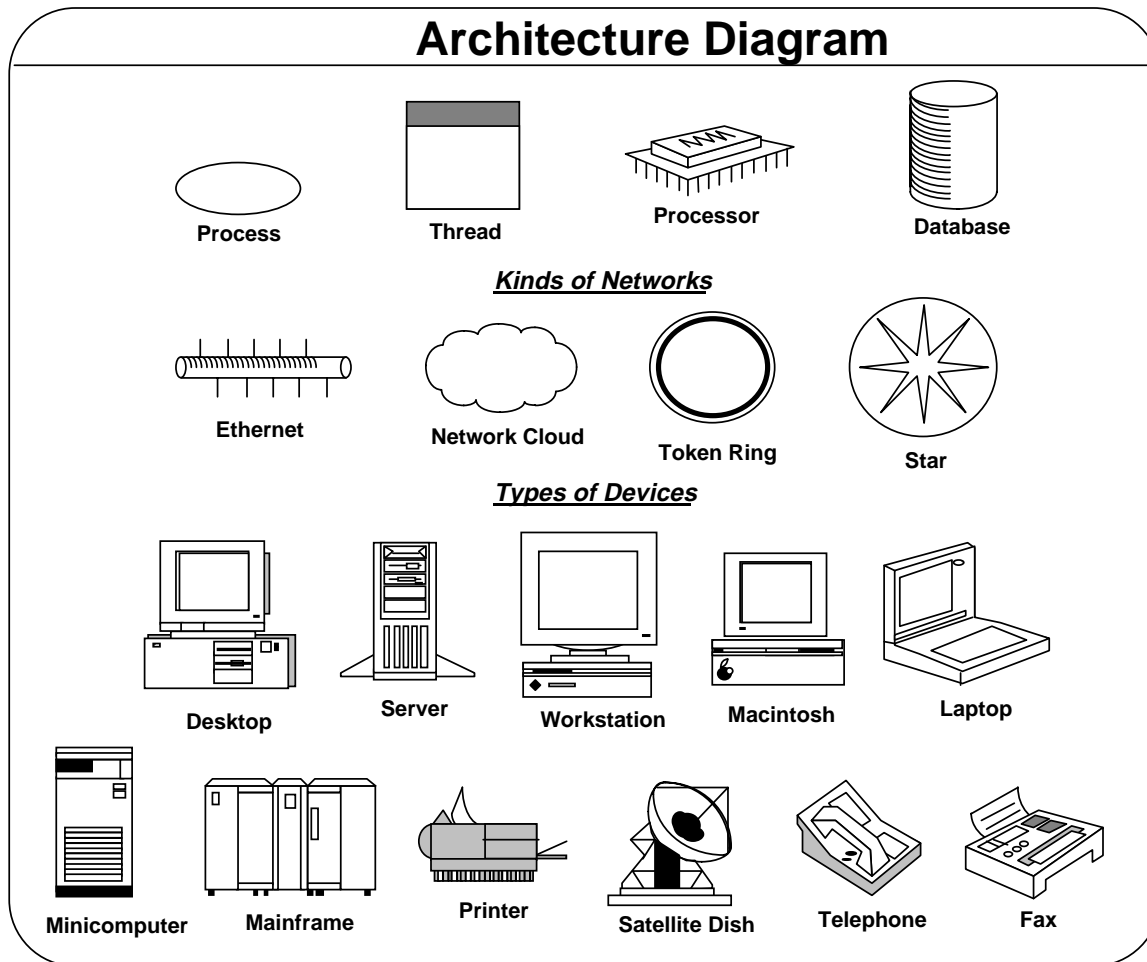 Architecture Diagram
Process
Thread
Processor
Database
Kinds of Networks
Ethernet
Network Cloud
Token Ring
Star
Types of Devices
Desktop
Server
Workstation
Macintosh
Laptop
Minicomputer
Mainframe
Printer
Satellite Dish
Telephone
Fax